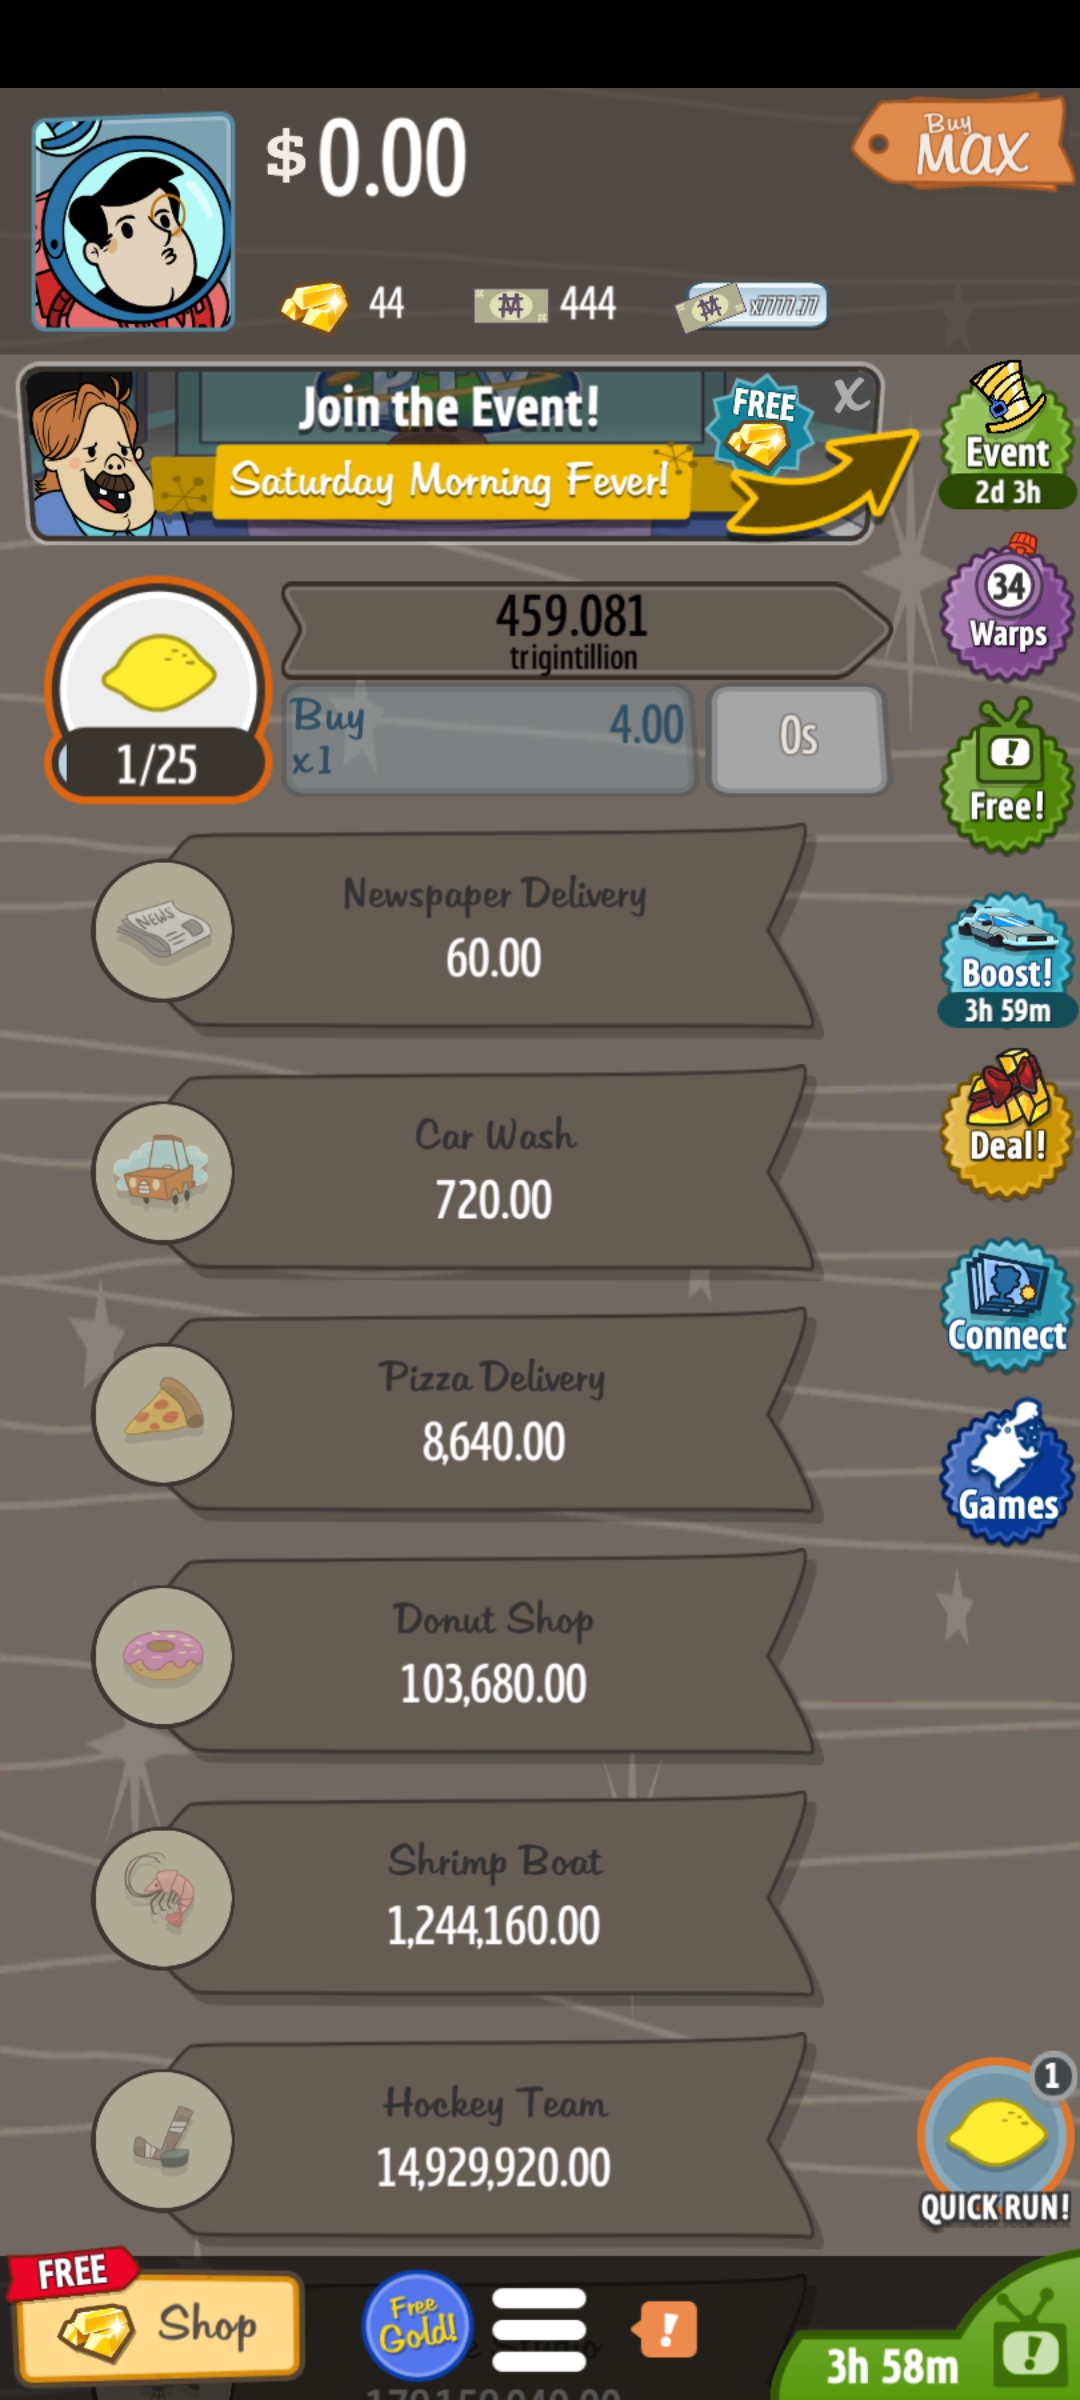 $ 0.00
Buy
MAX
44
444
x7777.77
Join the Event!
FREE
X
Saturday Morning Fever!
Event
2d 3h
34
Warps
459.081
trigintillion
1/25
Buy
x1
4.00
0s
Free!
Newspaper Delivery
60.00
NEWS
Boost!
3h 59m
Car Wash
720.00
Deal!
Pizza Delivery
8,640.00
Connect
Games
Donut Shop
103,680.00
Shrimp Boat
1,244,160.00
Hockey Team
14,929,920.00
1
QUICK RUN!
FREE
Shop
Free
Gold!
!
3h 58m